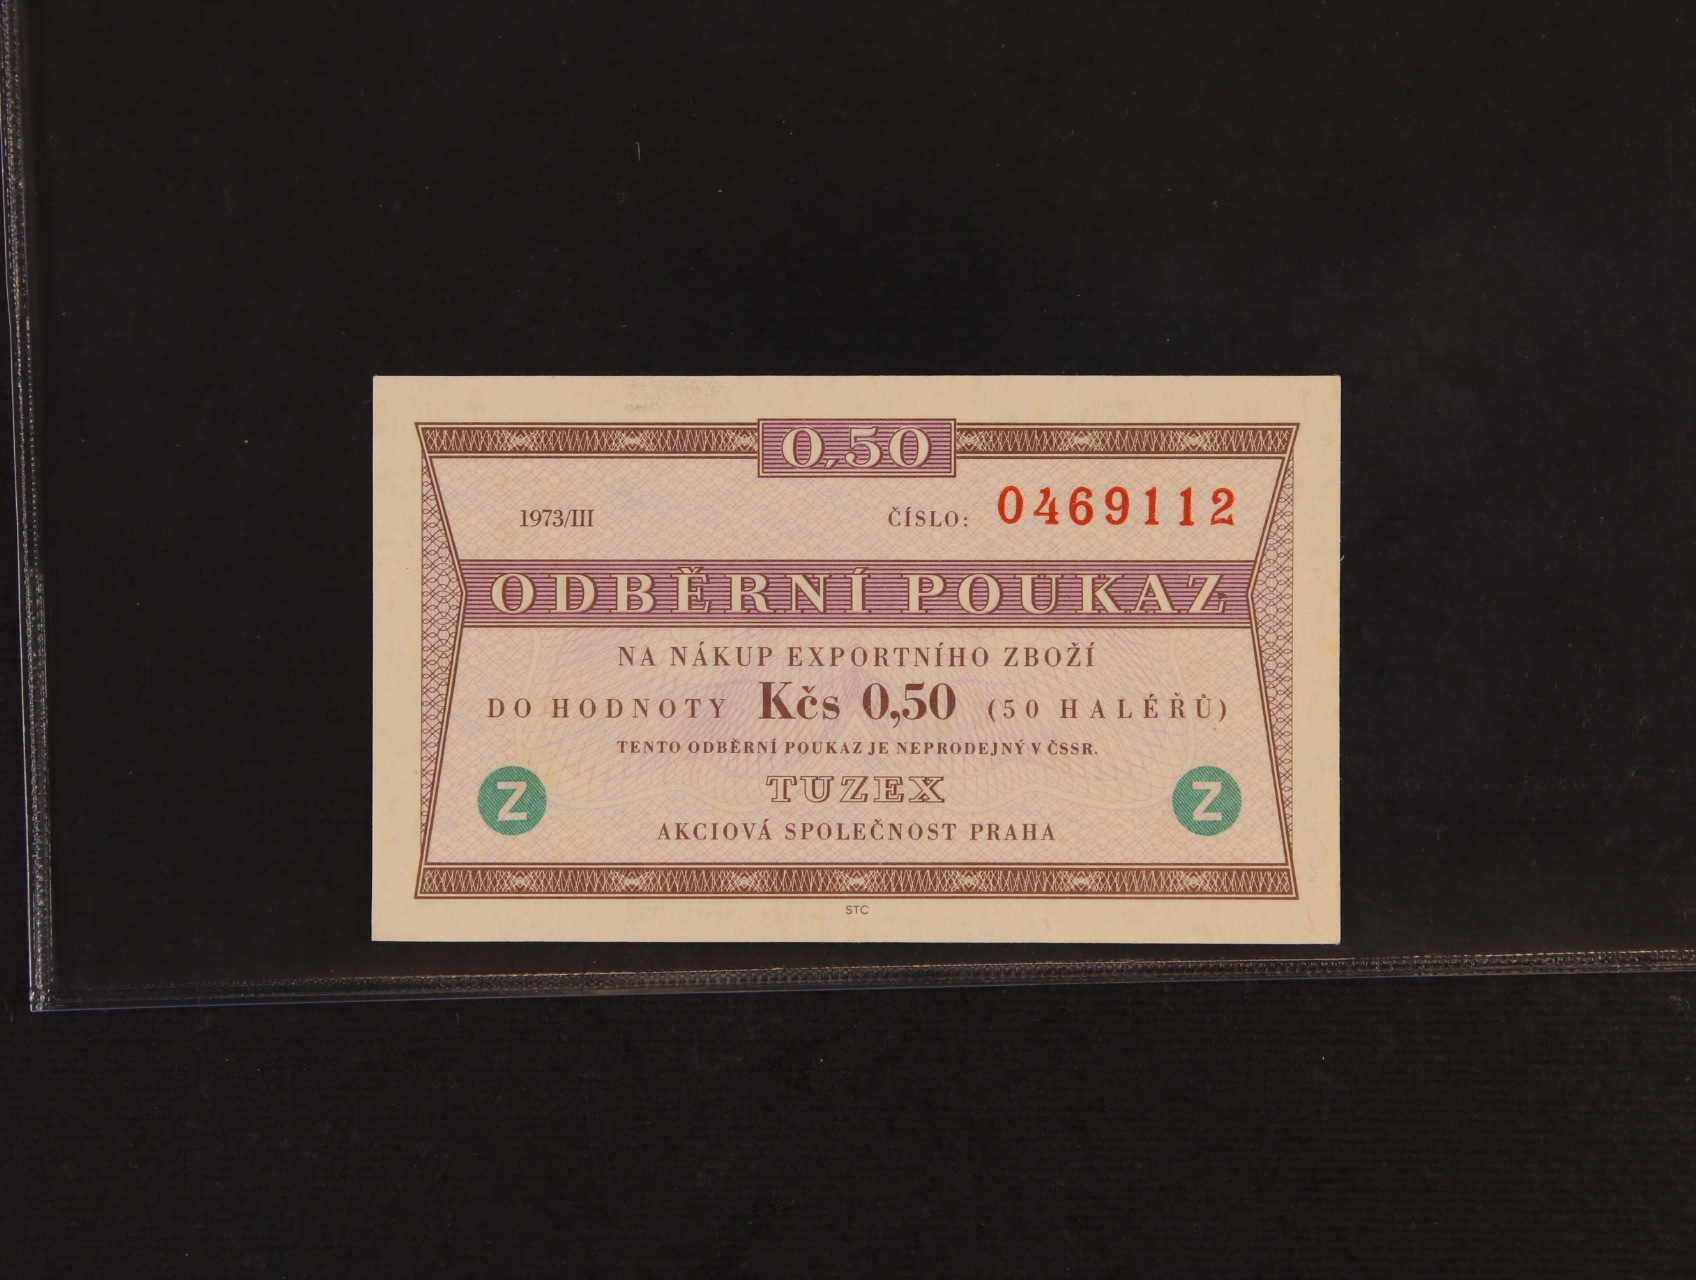 0,50
1973/III ČÍSLO: 0469112
ODBĚRNÍ POUKAZ
NA NÁKUP EXPORTNÍHO ZBOŽÍ
DO HODNOTY Kčs 0,50 (50 HALÉŘŮ)
TENTO ODBĚRNÍ POUKAZ JE NEPRODEJNÝ V ČSSR.
TUZEX
Z Z
AKCIOVÁ SPOLEČNOST PRAHA
STC